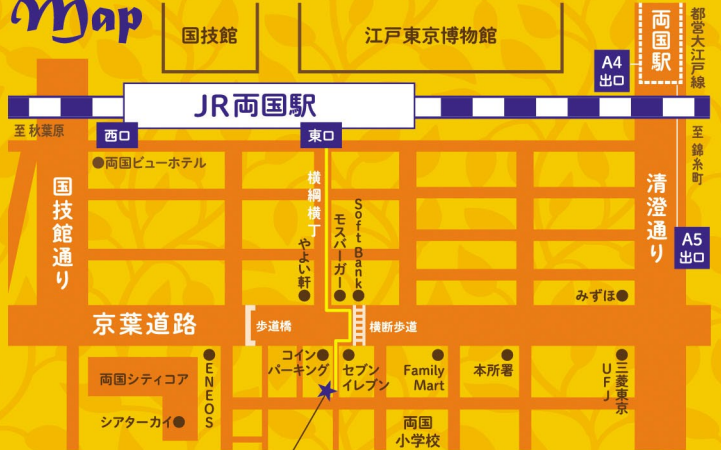 Map
国技館
江戸東京博物館
両国駅
都営大江戸線
A4
出口
JR両国駅
至 秋葉原
西口
東口
至 錦糸町
両国ビューホテル
国技館通り
横綱横丁
やよい軒
モスバーガー
Soft Bank
清澄通り
A5
出口
みずほ
京葉道路
歩道橋
横断歩道
両国シティコア
ENEOS
コイン
パーキング
セブン
イレブン
Family
Mart
本所署
三菱東京
UFJ
シアターカイ
両国
小学校